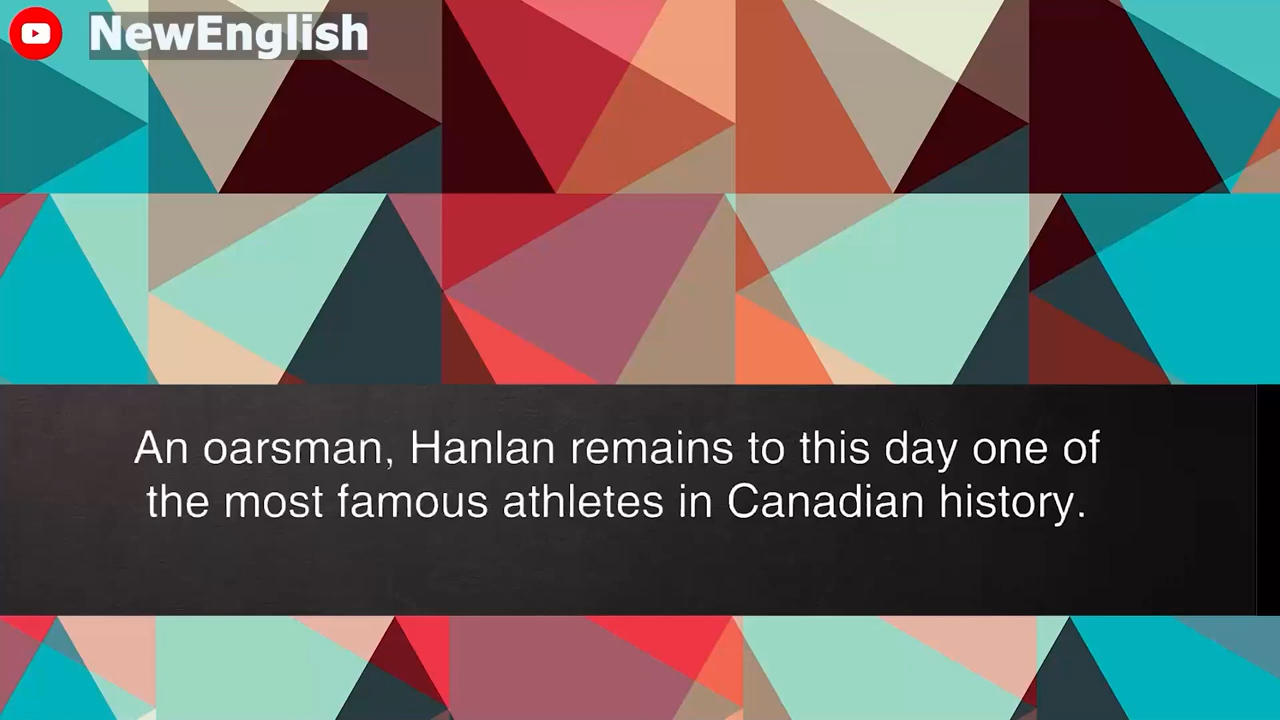 NewEnglish
An oarsman, Hanlan remains to this day one of
the most famous athletes in Canadian history.